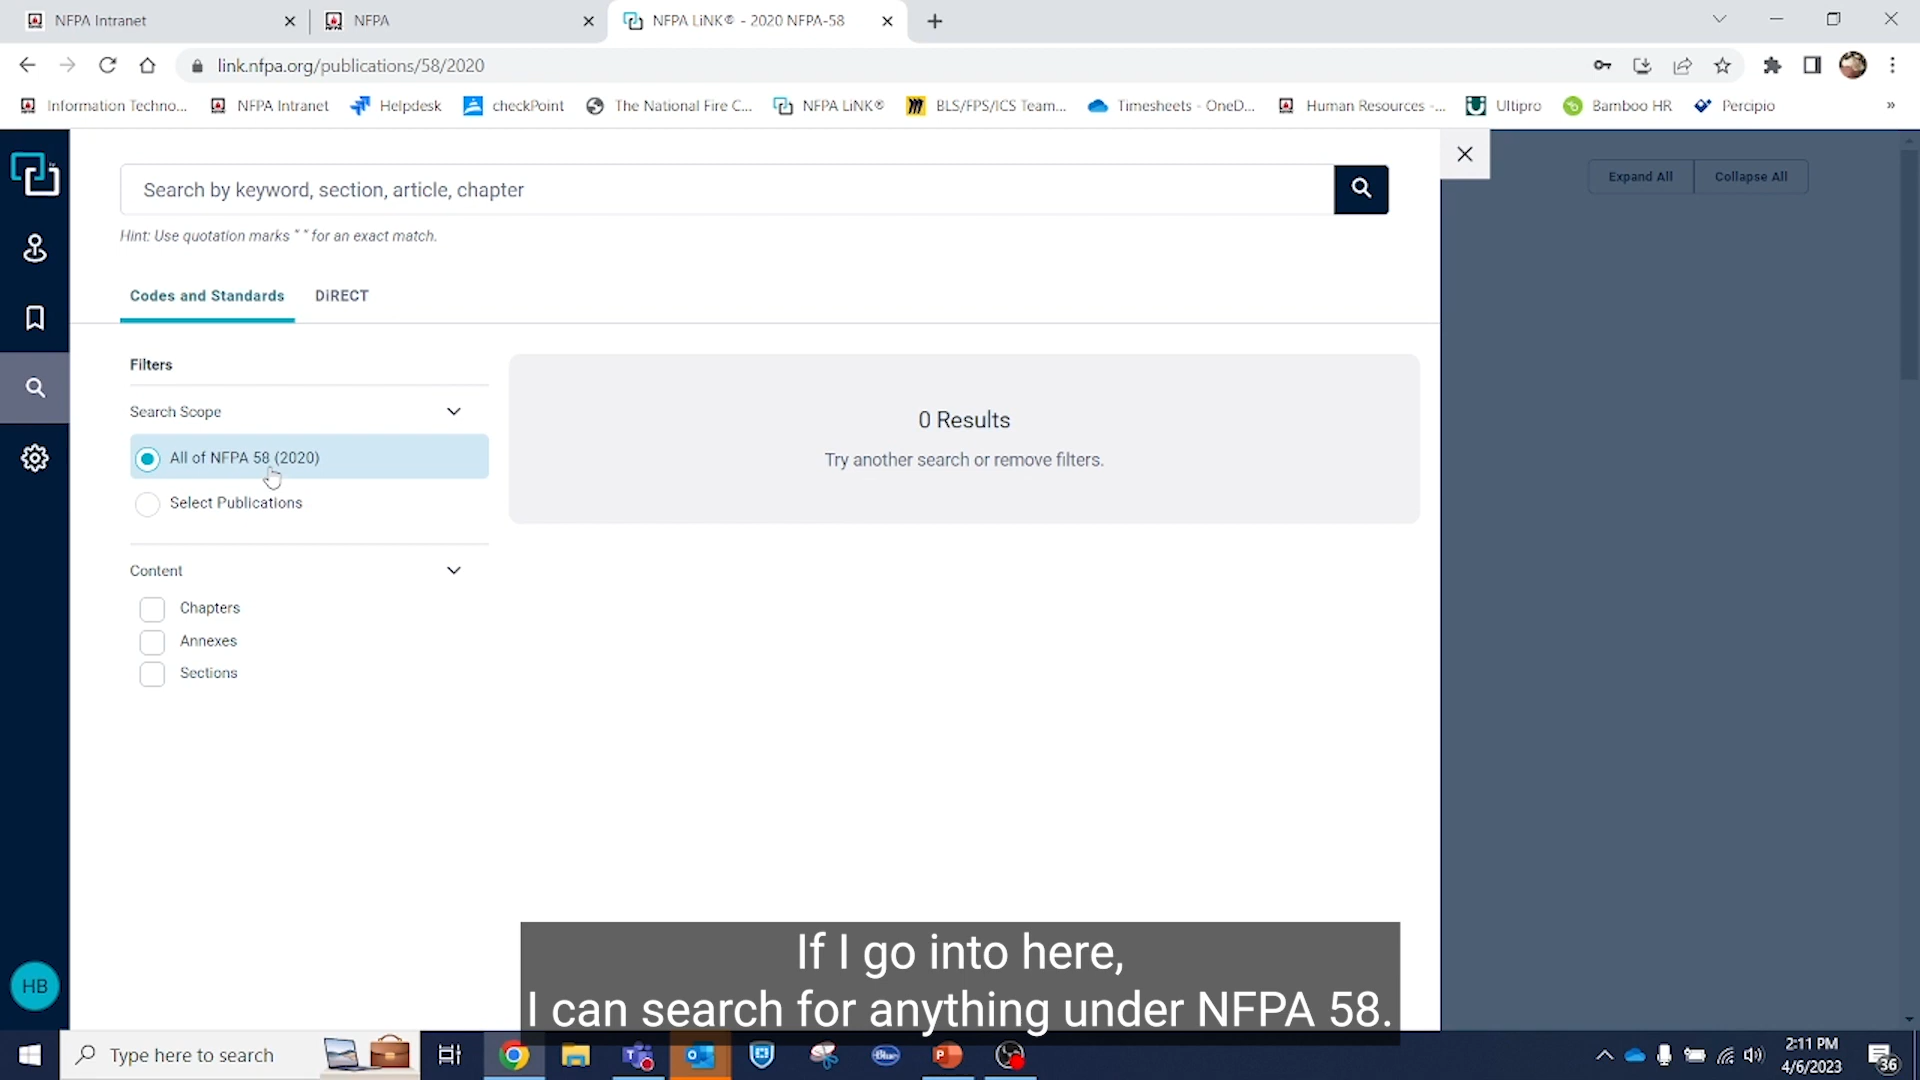 NFPA Intranet
NFPA
NFPA LiNK® - 2020 NFPA-58
link.nfpa.org/publications/58/2020
Information Techno...
NFPA Intranet
Helpdesk
checkPoint
The National Fire C...
NFPA LiNK®
BLS/FPS/ICS Team...
Timesheets - OneD...
Human Resources -...
Ultipro
Bamboo HR
Percipio
»
Search by keyword, section, article, chapter
Expand All
Collapse All
Hint: Use quotation marks " " for an exact match.
Codes and Standards
DiRECT
Filters
Search Scope
All of NFPA 58 (2020)
Select Publications
0 Results
Try another search or remove filters.
Content
Chapters
Annexes
Sections
HB
If I go into here,
I can search for anything under NFPA 58.
Type here to search
Blue
2:11 PM
4/6/2023
36